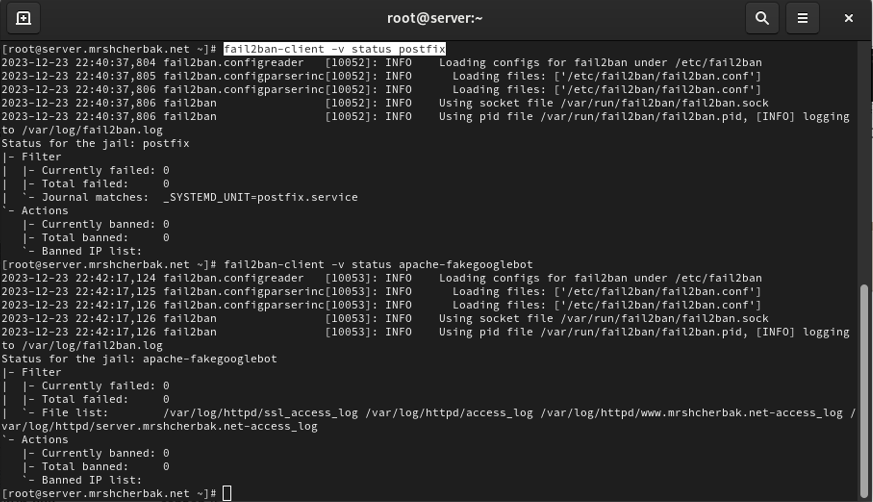 root@server:~
[root@server.mrshcherbak.net ~]# fail2ban-client -v status postfix
2023-12-23 22:40:37,804 fail2ban.configreader   [10052]: INFO    Loading configs for fail2ban under /etc/fail2ban
2023-12-23 22:40:37,805 fail2ban.configparserinc[10052]: INFO      Loading files: ['/etc/fail2ban/fail2ban.conf']
2023-12-23 22:40:37,806 fail2ban.configparserinc[10052]: INFO      Loading files: ['/etc/fail2ban/fail2ban.conf']
2023-12-23 22:40:37,806 fail2ban                [10052]: INFO    Using socket file /var/run/fail2ban/fail2ban.sock
2023-12-23 22:40:37,806 fail2ban                [10052]: INFO    Using pid file /var/run/fail2ban/fail2ban.pid, [INFO] logging
to /var/log/fail2ban.log
Status for the jail: postfix
|- Filter
|  |- Currently failed: 0
|  |- Total failed:     0
|  `- Journal matches:  _SYSTEMD_UNIT=postfix.service
`- Actions
   |- Currently banned: 0
   |- Total banned:     0
   `- Banned IP list:
[root@server.mrshcherbak.net ~]# fail2ban-client -v status apache-fakegooglebot
2023-12-23 22:42:17,124 fail2ban.configreader   [10053]: INFO    Loading configs for fail2ban under /etc/fail2ban
2023-12-23 22:42:17,125 fail2ban.configparserinc[10053]: INFO      Loading files: ['/etc/fail2ban/fail2ban.conf']
2023-12-23 22:42:17,126 fail2ban.configparserinc[10053]: INFO      Loading files: ['/etc/fail2ban/fail2ban.conf']
2023-12-23 22:42:17,126 fail2ban                [10053]: INFO    Using socket file /var/run/fail2ban/fail2ban.sock
2023-12-23 22:42:17,126 fail2ban                [10053]: INFO    Using pid file /var/run/fail2ban/fail2ban.pid, [INFO] logging
to /var/log/fail2ban.log
Status for the jail: apache-fakegooglebot
|- Filter
|  |- Currently failed: 0
|  |- Total failed:     0
|  `- File list:        /var/log/httpd/ssl_access_log /var/log/httpd/access_log /var/log/httpd/www.mrshcherbak.net-access_log /
var/log/httpd/server.mrshcherbak.net-access_log
`- Actions
   |- Currently banned: 0
   |- Total banned:     0
   `- Banned IP list:
[root@server.mrshcherbak.net ~]#